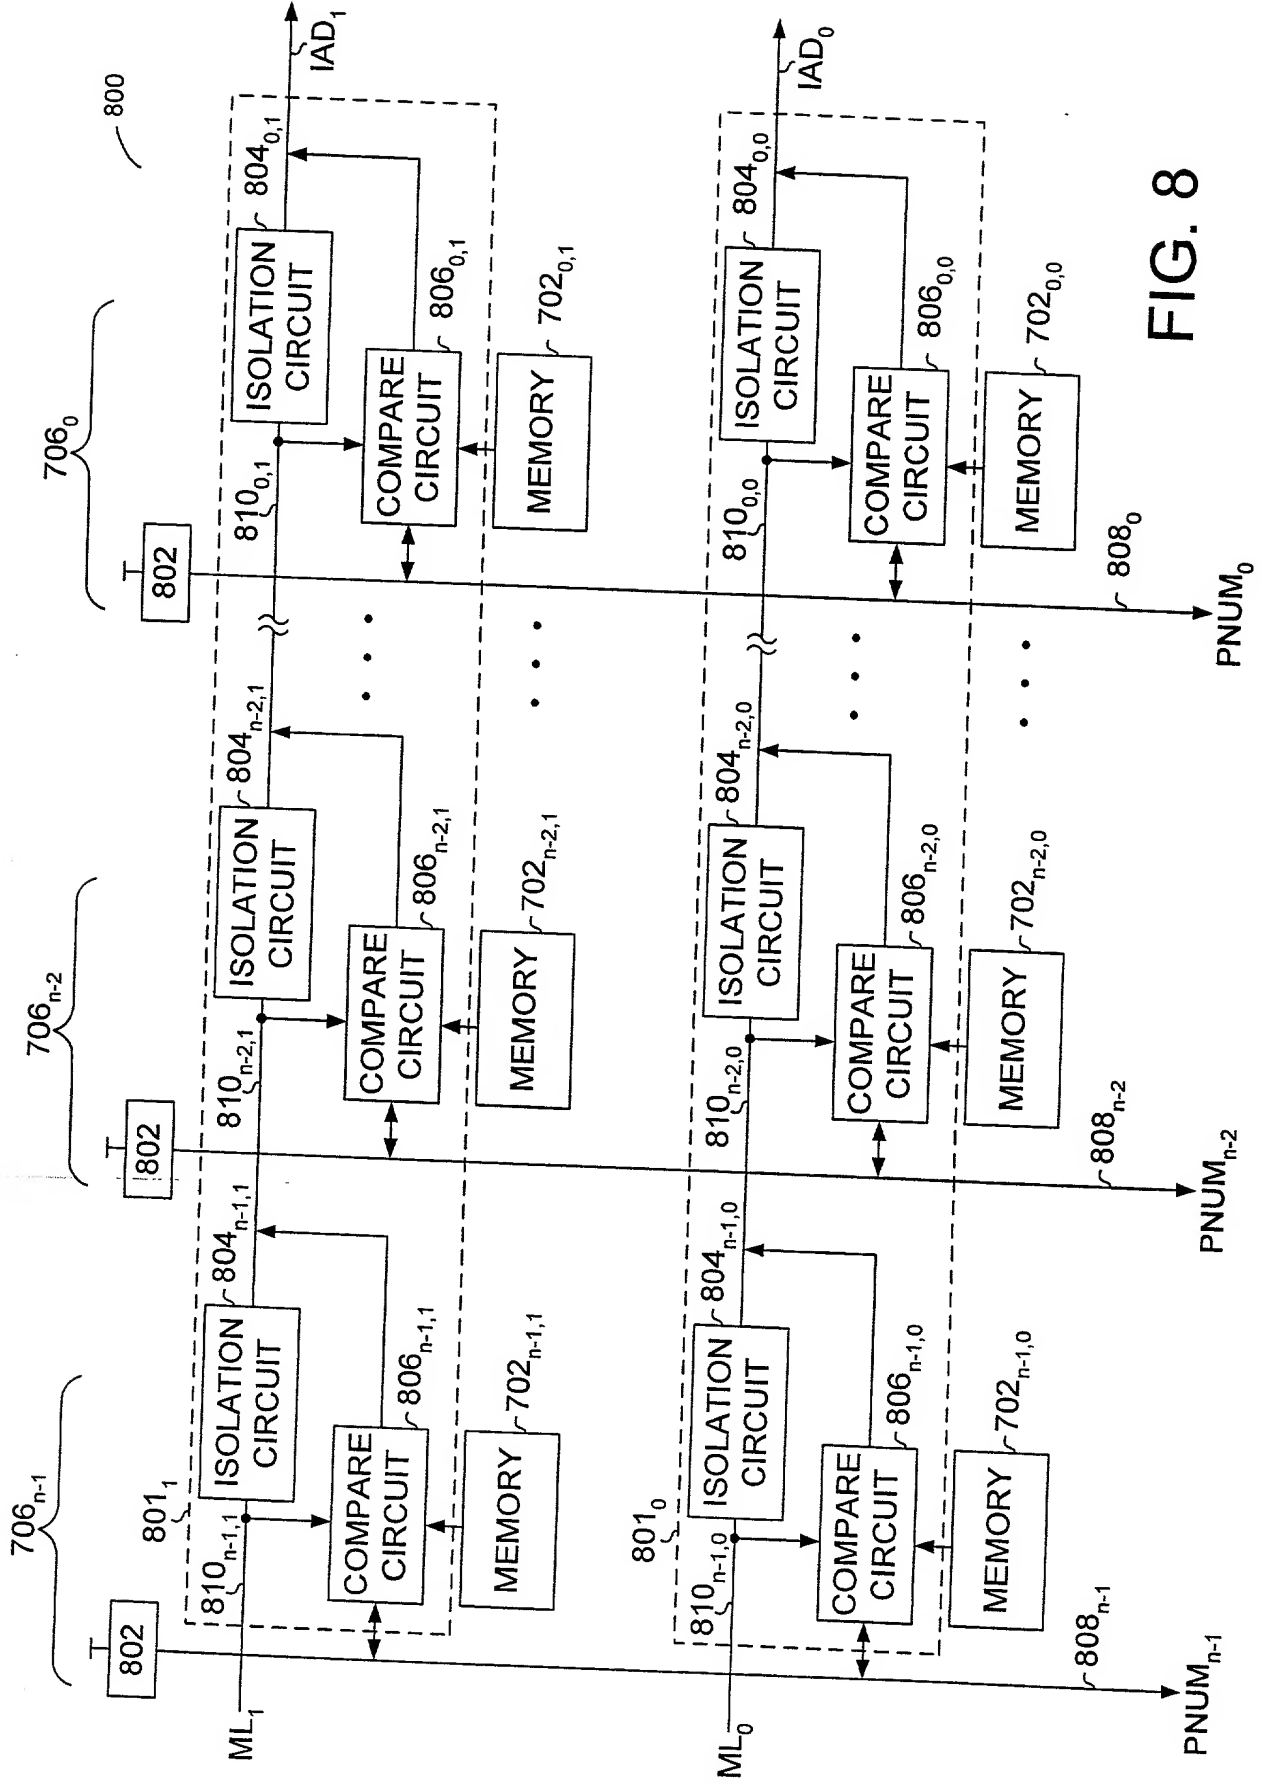 800
706n-1
706n-2
7060
802
802
802
ML1
8011
810n-1,1
ISOLATION
CIRCUIT
804n-1,1
810n-2,1
ISOLATION
CIRCUIT
804n-2,1
8100,1
ISOLATION
CIRCUIT
8040,1
IAD1
COMPARE
CIRCUIT
806n-1,1
COMPARE
CIRCUIT
806n-2,1
COMPARE
CIRCUIT
8060,1
MEMORY
702n-1,1
MEMORY
702n-2,1
MEMORY
7020,1
ML0
8010
810n-1,0
ISOLATION
CIRCUIT
804n-1,0
810n-2,0
ISOLATION
CIRCUIT
804n-2,0
8100,0
ISOLATION
CIRCUIT
8040,0
IAD0
COMPARE
CIRCUIT
806n-1,0
COMPARE
CIRCUIT
806n-2,0
COMPARE
CIRCUIT
8060,0
MEMORY
702n-1,0
MEMORY
702n-2,0
MEMORY
7020,0
808n-1
808n-2
8080
PNUMn-1
PNUMn-2
PNUM0
FIG. 8